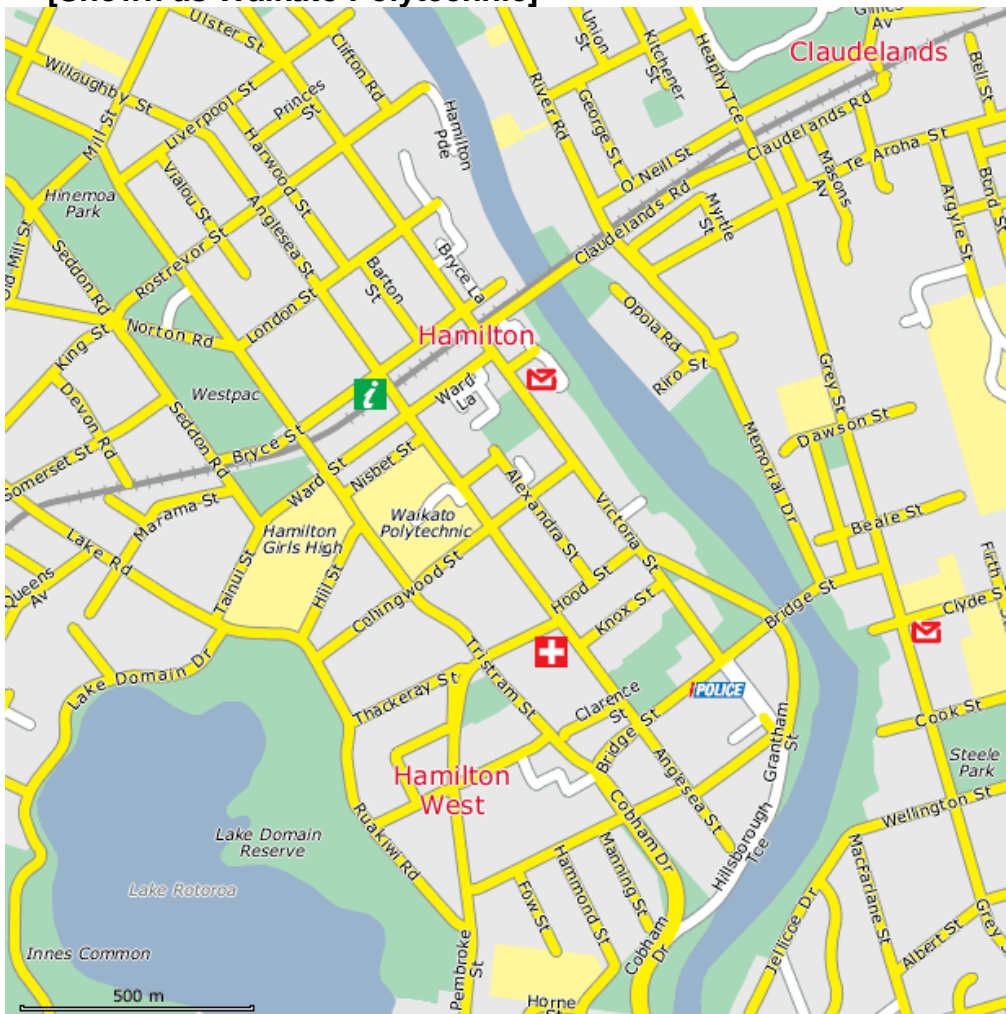 [Shown as Waikato Polytechnic]
Ulster St
Willoughby St
Mill St
Liverpool St
Princes St
Clifton Rd
Hamilton Pde
Union St
Kitchener St
Heaphy Tce
Claudelands
Av
Bell St
River Rd
George St
O'Neill St
Claudelands Rd
Te Aroha St
Masons Av
Argyle St
Bond St
Hinemoa
Park
Vialou St
Harwood St
Anglesea St
Old Mill St
Seddon Rd
Rostrevor St
Barton St
Bryce La
Claudelands Rd
Myrtle St
Norton Rd
London St
King St
Hamilton
Opoia Rd
Riro St
Grey St
Westpac
Devon Rd
Seddon Rd
Ward La
Dawson St
Bryce St
Ward St
Nisbet St
Memorial Dr
Somerset St
Marama St
Alexandra St
Victoria St
Waikato
Polytechnic
Beale St
Hamilton
Girls High
Lake Rd
Queens Av
Tainui St
Hill St
Collingwood St
Hood St
Knox St
Bridge St
Firth
Clyde S
Lake Domain Dr
Tristram St
Thackeray St
Clarence St
POLICE
Bridge St
Cook St
Grantham St
Steele
Park
Hamilton
West
Anglesea St
Wellington St
Cobham Dr
Ruakiwi Rd
Lake Domain
Reserve
Manning St
Hillsborough Tce
MacFarlane St
Lake Rotoroa
Hammond St
Fow St
Innes Common
Pembroke St
Cobham Dr
Jellicoe Dr
Albert St
Grey
500 m
Horne